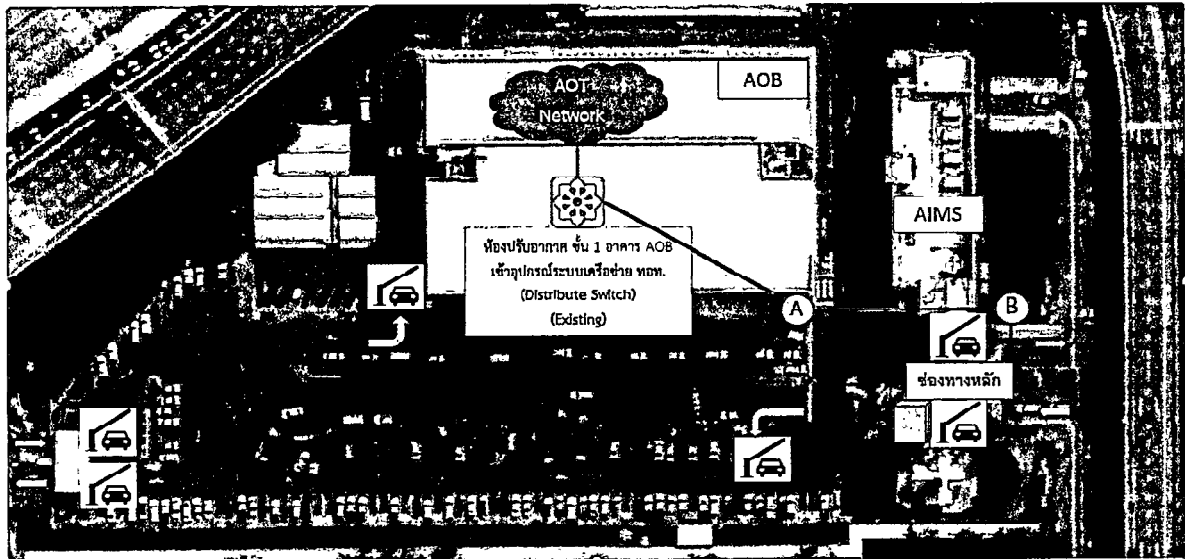 AOT
Network
AOB
ห้องปรับอากาศ ชั้น 1 อาคาร AOB
เข้าอุปกรณ์ระบบเครือข่าย ทอท.
(Distribute Switch)
(Existing)
AIMS
A
B
ช่องทางหลัก